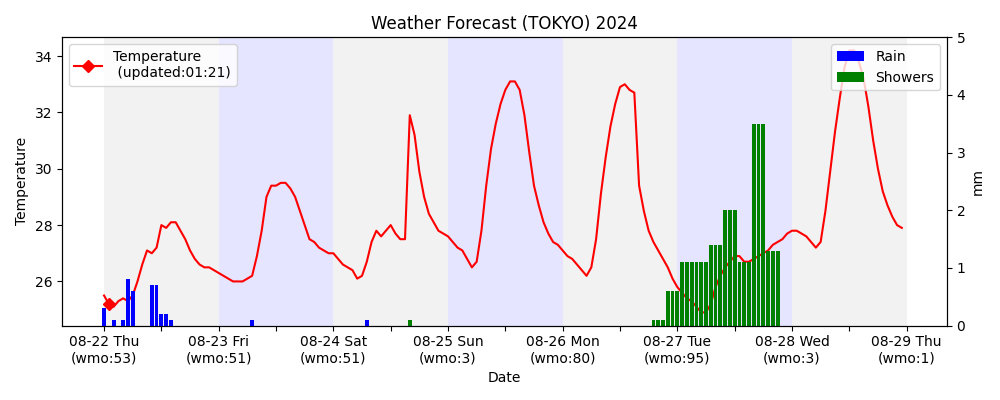 Weather Forecast (TOKYO) 2024
Temperature
(updated:01:21)
Rain
Showers
34
32
30
28
26
Temperature
5
4
3
2
1
0
mm
08-22 Thu
(wmo:53)
08-23 Fri
(wmo:51)
08-24 Sat
(wmo:51)
08-25 Sun
(wmo:3)
08-26 Mon
(wmo:80)
08-27 Tue
(wmo:95)
08-28 Wed
(wmo:3)
08-29 Thu
(wmo:1)
Date